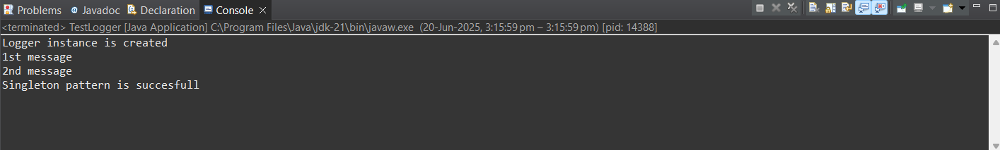 Problems @ Javadoc Declaration Console
<terminated> TestLogger [Java Application] C:\Program Files\Java\jdk-21\bin\javaw.exe (20-Jun-2025, 3:15:59 pm – 3:15:59 pm) [pid: 14388]
Logger instance is created
1st message
2nd message
Singleton pattern is succesfull